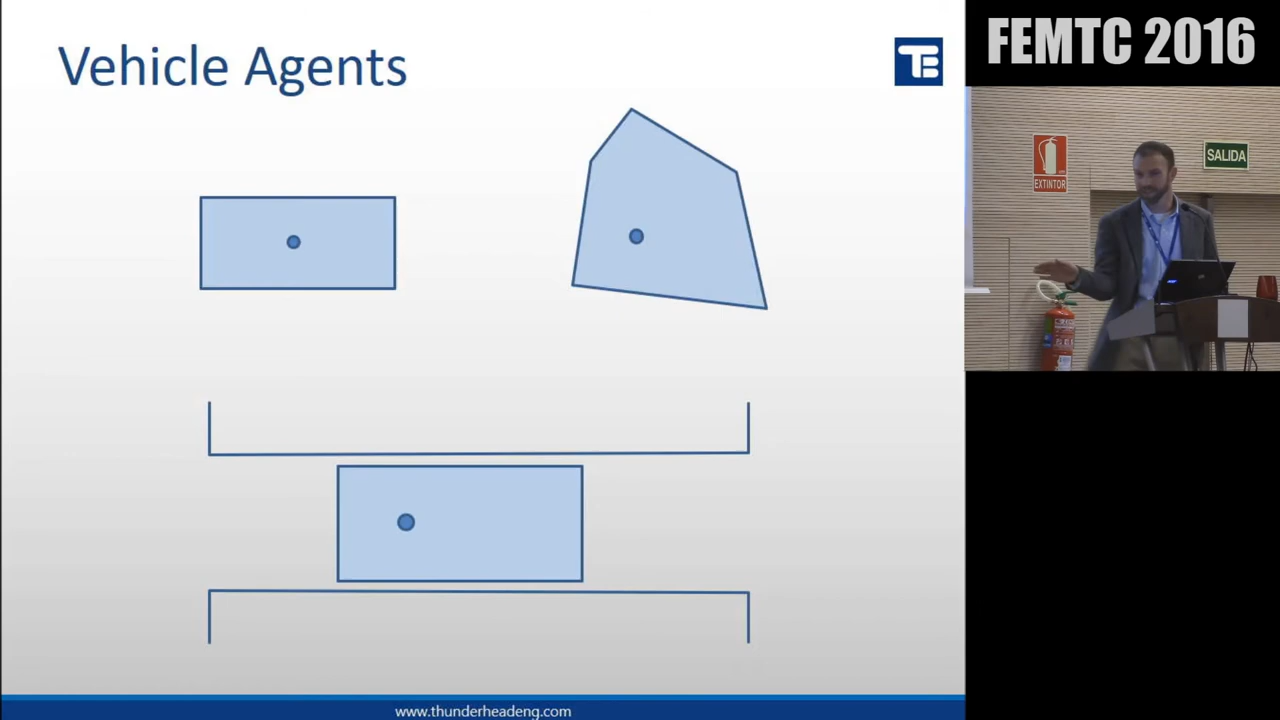 Vehicle Agents
TE
FEMTC 2016
EXTINTOR
SALIDA
www.thunderheadeng.com